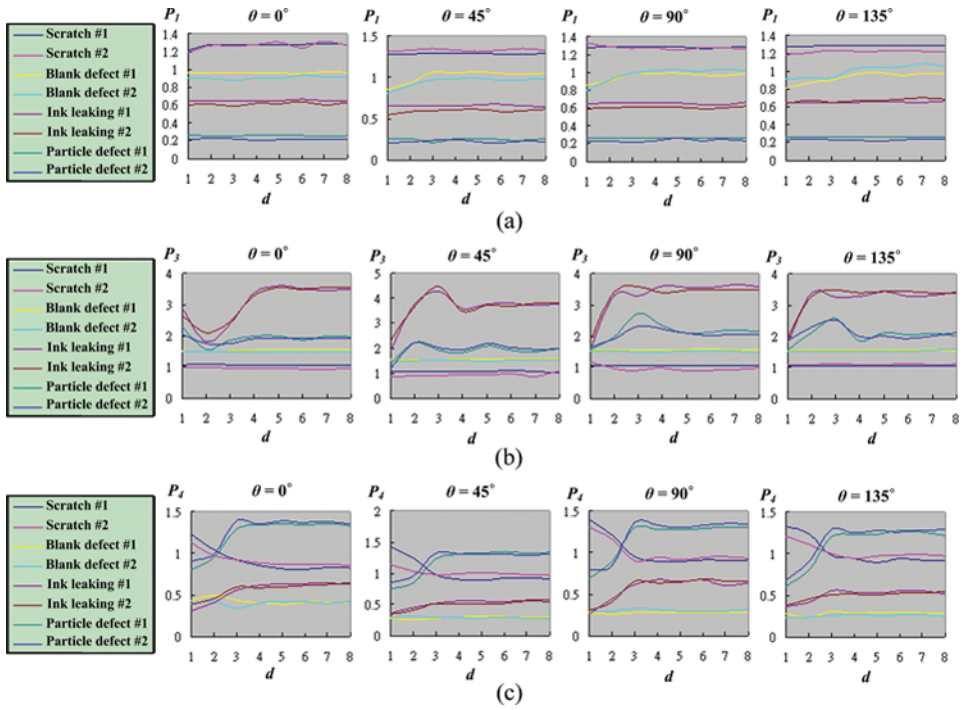 P1 θ = 0° P1 θ = 45° P1 θ = 90° P1 θ = 135°
Scratch #1
Scratch #2
Blank defect #1
Blank defect #2
Ink leaking #1
Ink leaking #2
Particle defect #1
Particle defect #2
1.4
1.2
1
0.8
0.6
0.4
0.2
0
1 2 3 4 5 6 7 8
d
1.5
1
0.5
0
1 2 3 4 5 6 7 8
d
1.4
1.2
1
0.8
0.6
0.4
0.2
0
1 2 3 4 5 6 7 8
d
1.4
1.2
1
0.8
0.6
0.4
0.2
0
1 2 3 4 5 6 7 8
d
(a)
P3 θ = 0° P3 θ = 45° P3 θ = 90° P3 θ = 135°
Scratch #1
Scratch #2
Blank defect #1
Blank defect #2
Ink leaking #1
Ink leaking #2
Particle defect #1
Particle defect #2
4
3
2
1
0
1 2 3 4 5 6 7 8
d
5
4
3
2
1
0
1 2 3 4 5 6 7 8
d
4
3
2
1
0
1 2 3 4 5 6 7 8
d
4
3
2
1
0
1 2 3 4 5 6 7 8
d
(b)
P4 θ = 0° P4 θ = 45° P4 θ = 90° P4 θ = 135°
Scratch #1
Scratch #2
Blank defect #1
Blank defect #2
Ink leaking #1
Ink leaking #2
Particle defect #1
Particle defect #2
1.5
1
0.5
0
1 2 3 4 5 6 7 8
d
2
1.5
1
0.5
0
1 2 3 4 5 6 7 8
d
1.5
1
0.5
0
1 2 3 4 5 6 7 8
d
1.5
1
0.5
0
1 2 3 4 5 6 7 8
d
(c)